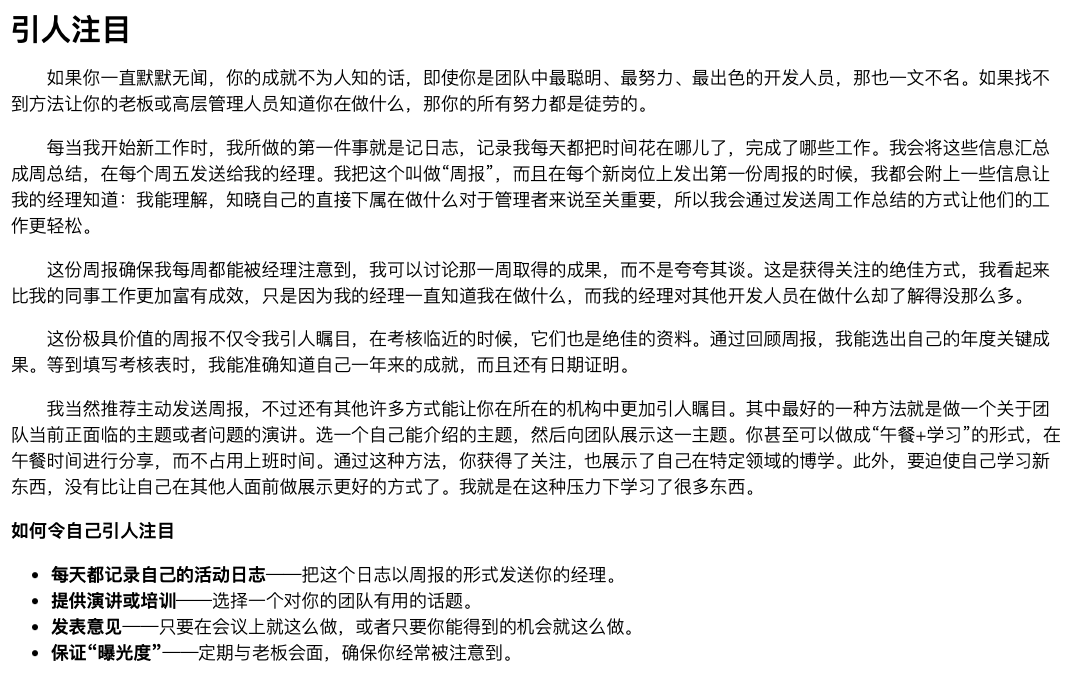 引人注目
如果你一直默默无闻，你的成就不为人知的话，即使你是团队中最聪明、最努力、最出色的开发人员，那也一文不名。如果找不
到方法让你的老板或高层管理人员知道你在做什么，那你的所有努力都是徒劳的。
每当我开始新工作时，我所做的第一件事就是记日志，记录我每天都把时间花在哪儿了，完成了哪些工作。我会将这些信息汇总
成周总结，在每个周五发送给我的经理。我把这个叫做“周报”，而且在每个新岗位上发出第一份周报的时候，我都会附上一些信息让
我的经理知道：我能理解，知晓自己的直接下属在做什么对于管理者来说至关重要，所以我会通过发送周工作总结的方式让他们的工
作更轻松。
这份周报确保我每周都能被经理注意到，我可以讨论那一周取得的成果，而不是夸夸其谈。这是获得关注的绝佳方式，我看起来
比我的同事工作更加富有成效，只是因为我的经理一直知道我在做什么，而我的经理对其他开发人员在做什么却了解得没那么多。
这份极具价值的周报不仅令我引人瞩目，在考核临近的时候，它们也是绝佳的资料。通过回顾周报，我能选出自己的年度关键成
果。等到填写考核表时，我能准确知道自己一年来的成就，而且还有日期证明。
我当然推荐主动发送周报，不过还有其他许多方式能让你在所在的机构中更加引人瞩目。其中最好的一种方法就是做一个关于团
队当前正面临的主题或者问题的演讲。选一个自己能介绍的主题，然后向团队展示这一主题。你甚至可以做成“午餐+学习”的形式，在
午餐时间进行分享，而不占用上班时间。通过这种方法，你获得了关注，也展示了自己在特定领域的博学。此外，要迫使自己学习新
东西，没有比让自己在其他人面前做展示更好的方式了。我就是在这种压力下学习了很多东西。
如何令自己引人注目
• 每天都记录自己的活动日志——把这个日志以周报的形式发送你的经理。
• 提供演讲或培训——选择一个对你的团队有用的话题。
• 发表意见——只要在会议上就这么做，或者只要你能得到的机会就这么做。
• 保证“曝光度”——定期与老板会面，确保你经常被注意到。